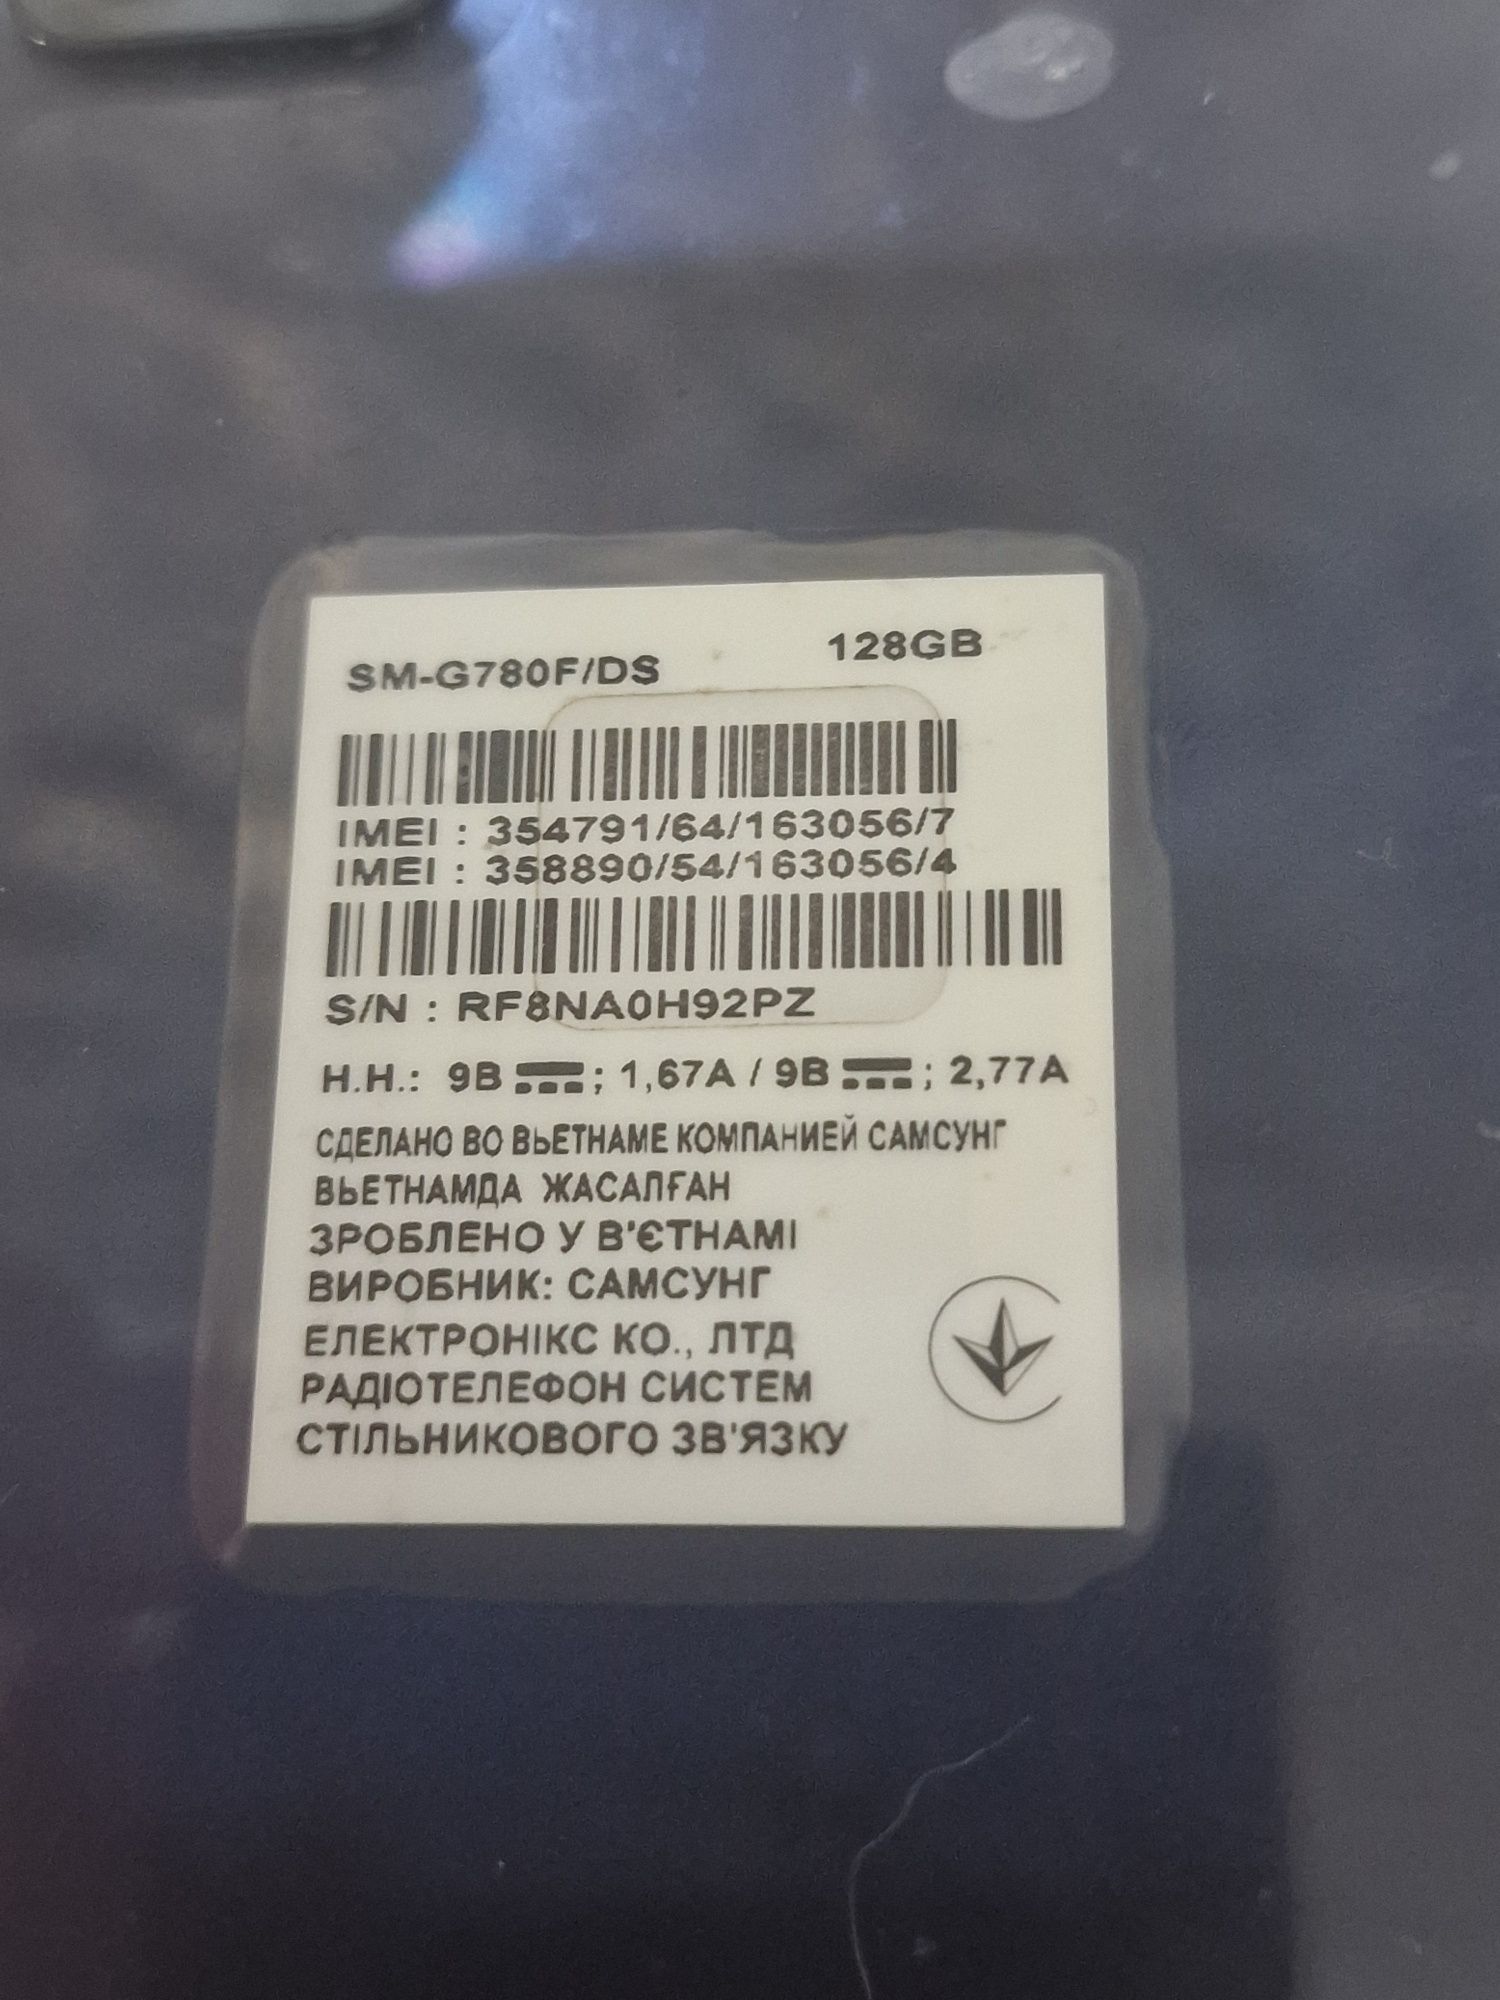 SM-G780F/DS 128GB
IMEI : 354791/64/163056/7
IMEI : 358890/54/163056/4
S/N : RF8NA0H92PZ
Н.Н.: 9В ; 1,67А / 9В ; 2,77А
СДЕЛАНО ВО ВЬЕТНАМЕ КОМПАНИЕЙ САМСУНГ
ВЬЕТНАМДА ЖАСАЛҒАН
ЗРОБЛЕНО У В'ЄТНАМІ
ВИРОБНИК: САМСУНГ
ЕЛЕКТРОНІКС КО., ЛТД
РАДІОТЕЛЕФОН СИСТЕМ
СТІЛЬНИКОВОГО ЗВ'ЯЗКУ